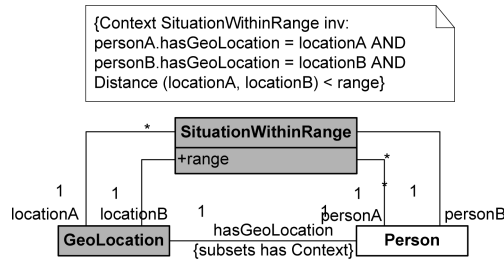 {Context SituationWithinRange inv:
personA.hasGeoLocation = locationA AND
personB.hasGeoLocation = locationB AND
Distance (locationA, locationB) < range}
*
SituationWithinRange
+range
*
*
1 1 1 1
locationA locationB 1 1 personA personB
hasGeoLocation
GeoLocation Person
{subsets has Context}